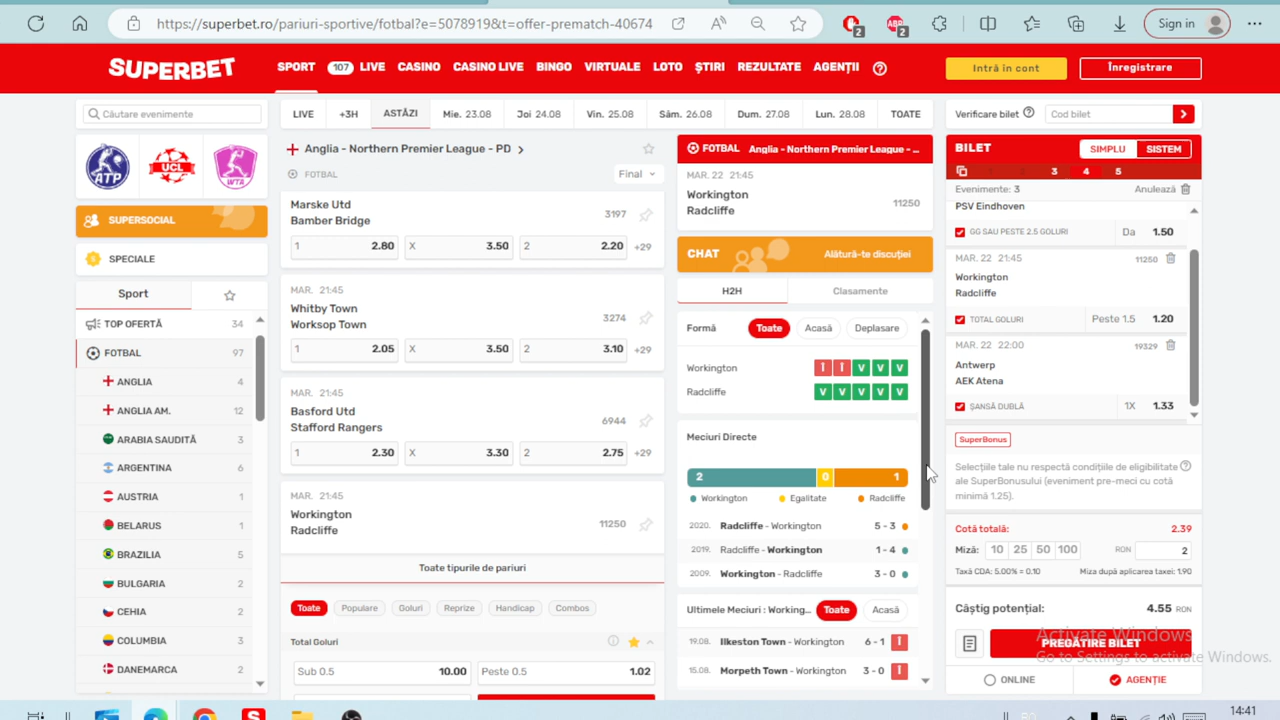 https://superbet.ro/pariuri-sportive/fotbal?e=5078919&t=offer-prematch-40674
2
ABP
2
Sign in
SUPERBET
SPORT
107 LIVE
CASINO
CASINO LIVE
BINGO
VIRTUALE
LOTO
ȘTIRI
REZULTATE
AGENȚII
Intră în cont
Înregistrare
Căutare evenimente
LIVE
+3H
ASTĂZI
Mie. 23.08
Joi 24.08
Vin. 25.08
Sâm. 26.08
Dum. 27.08
Lun. 28.08
TOATE
Verificare bilet
Cod bilet
ATP
UCL
WTA
SUPERSOCIAL
SPECIALE
Sport
TOP OFERTĂ 34
FOTBAL 97
ANGLIA 4
ANGLIA AM. 12
ARABIA SAUDITĂ 3
ARGENTINA 6
AUSTRIA 1
BELARUS 1
BRAZILIA 5
BULGARIA 2
CEHIA 2
COLUMBIA 3
DANEMARCA 2
Anglia - Northern Premier League - PD
FOTBAL
Final
Marske Utd
Bamber Bridge
3197
1 2.80 X 3.50 2 2.20 +29
MAR. 21:45
Whitby Town
Worksop Town
3274
1 2.05 X 3.50 2 3.10 +29
MAR. 21:45
Basford Utd
Stafford Rangers
6944
1 2.30 X 3.30 2 2.75 +29
MAR. 21:45
Workington
Radcliffe
11250
Toate tipurile de pariuri
Toate
Populare
Goluri
Reprize
Handicap
Combos
Total Goluri
Sub 0.5 10.00 Peste 0.5 1.02
FOTBAL Anglia - Northern Premier League - ...
MAR. 22 21:45
Workington
Radcliffe
11250
CHAT
Alătură-te discuției
H2H
Clasamente
Formă
Toate
Acasă
Deplasare
Workington Î Î V V V
Radcliffe V V V V V
Meciuri Directe
2 0 1
Workington
Egalitate
Radcliffe
2020. Radcliffe - Workington 5 - 3
2019. Radcliffe - Workington 1 - 4
2009. Workington - Radcliffe 3 - 0
Ultimele Meciuri : Working...
Toate
Acasă
19.08. Ilkeston Town - Workington 6 - 1 Î
15.08. Morpeth Town - Workington 3 - 0 Î
BILET
SIMPLU
SISTEM
3 4 5
Evenimente: 3
Anulează
PSV Eindhoven
GG SAU PESTE 2.5 GOLURI Da 1.50
MAR. 22 21:45 11250
Workington
Radcliffe
TOTAL GOLURI Peste 1.5 1.20
MAR. 22 22:00 19329
Antwerp
AEK Atena
ȘANSĂ DUBLĂ 1X 1.33
SuperBonus
Selecțiile tale nu respectă condițiile de eligibilitate
ale SuperBonusului (eveniment pre-meci cu cotă
minimă 1.25).
Cotă totală: 2.39
Miză: 10 25 50 100 RON 2
Taxă CDA: 5.00% = 0.10
Miza după aplicarea taxei: 1.90
Câștig potențial: 4.55 RON
PREGĂTIRE BILET
ONLINE
AGENȚIE
Activate Windows
Go to Settings to activate Windows.
14:41